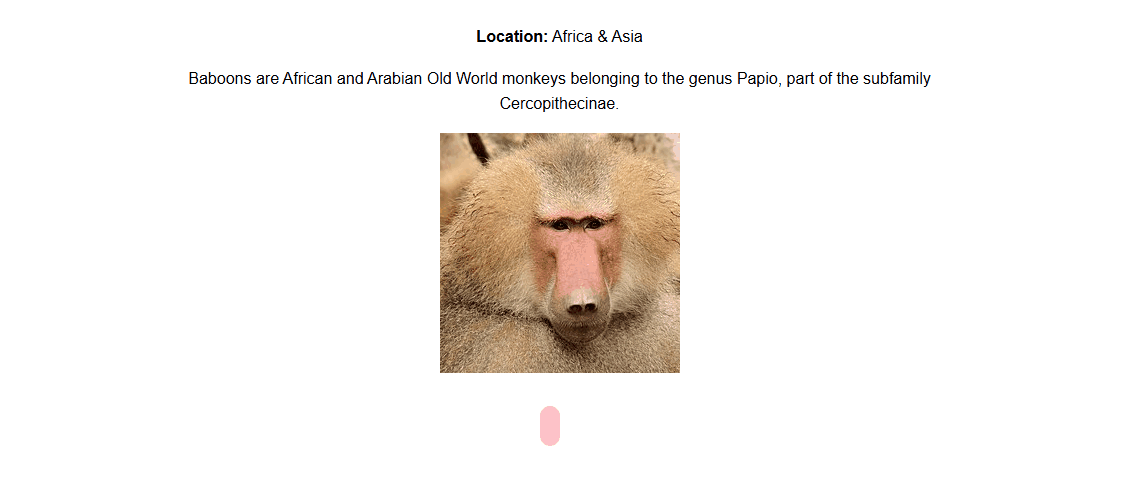 Location: Africa & Asia
Baboons are African and Arabian Old World monkeys belonging to the genus Papio, part of the subfamily
Cercopithecinae.